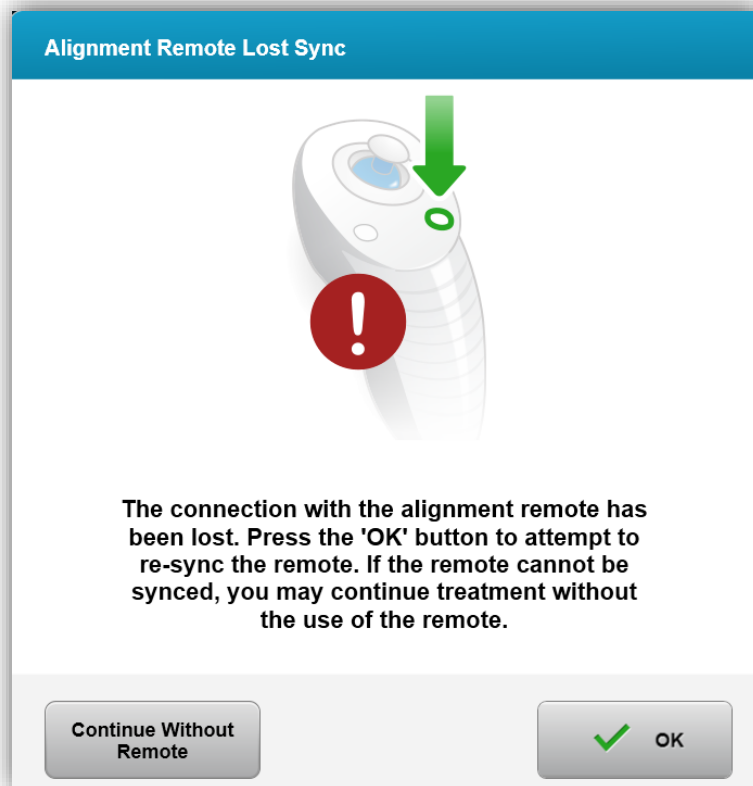 Alignment Remote Lost Sync
The connection with the alignment remote has
been lost. Press the 'OK' button to attempt to
re-sync the remote. If the remote cannot be
synced, you may continue treatment without
the use of the remote.
Continue Without
Remote
OK